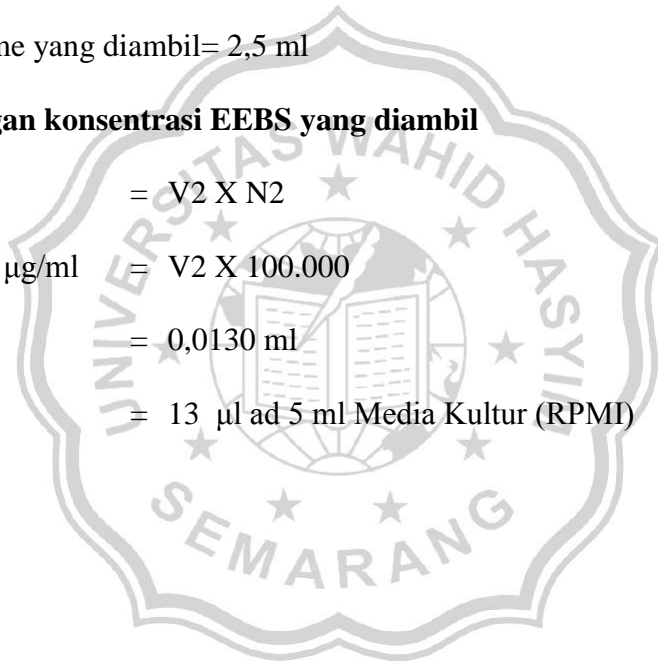 me yang diambil= 2,5 ml
gan konsentrasi EEBS yang diambil
= V2 X N2
µg/ml = V2 X 100.000
= 0,0130 ml
= 13 µl ad 5 ml Media Kultur (RPMI)
UNIVERSITAS WAHID HASYIM
SEMARANG